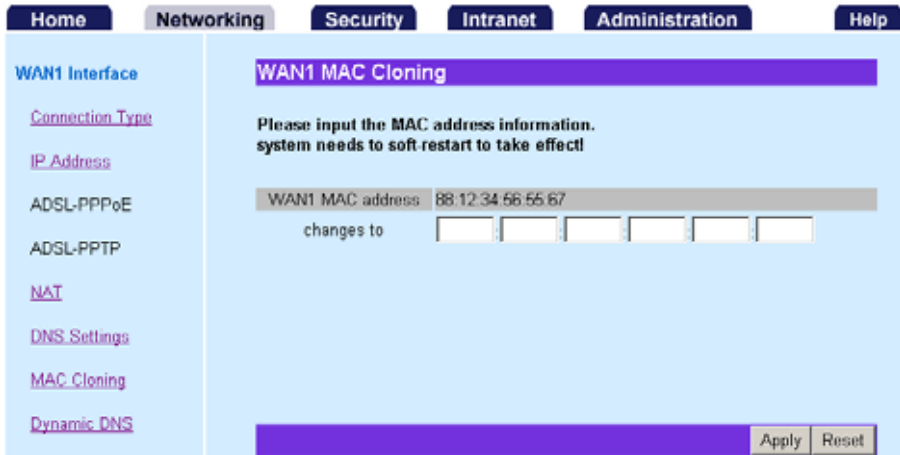 Home Networking Security Intranet Administration Help
WAN1 Interface
Connection Type
IP Address
ADSL-PPPoE
ADSL-PPTP
NAT
DNS Settings
MAC Cloning
Dynamic DNS
WAN1 MAC Cloning
Please input the MAC address information.
system needs to soft-restart to take effect!
WAN1 MAC address 88:12:34:56:55:67
changes to : : : : :
Apply Reset